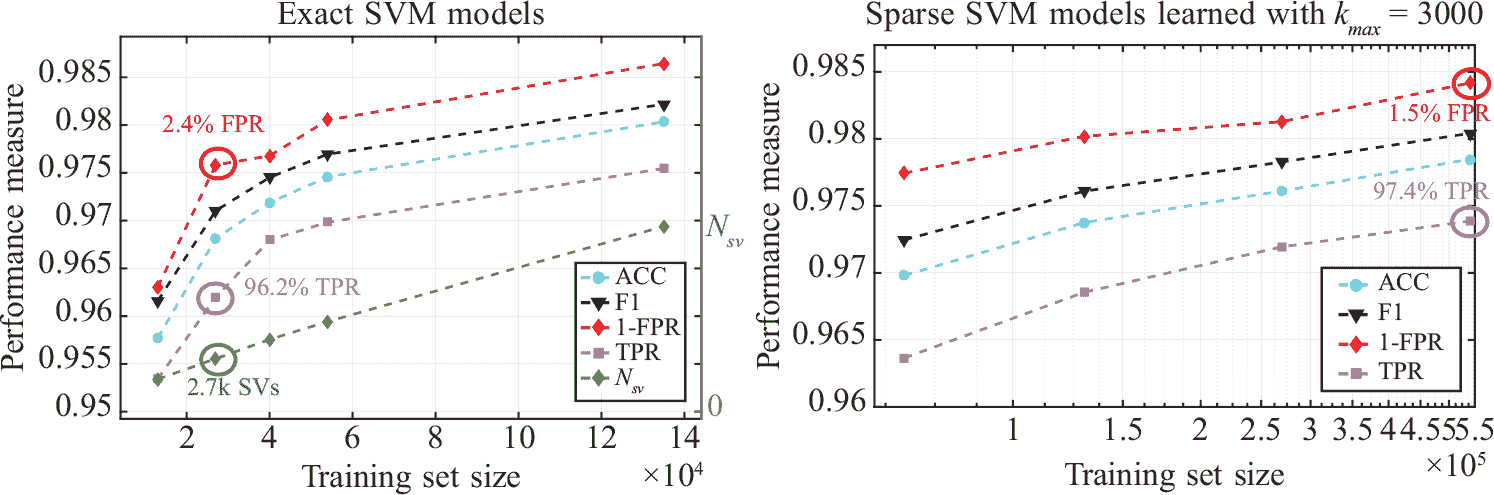 Exact SVM models
Performance measure
0.985
0.98
0.975
0.97
0.965
0.96
0.955
0.95
2.4% FPR
96.2% TPR
2.7k SVs
N_sv
0
ACC
F1
1-FPR
TPR
N_sv
2 4 6 8 10 12 14
Training set size ×10^4
Sparse SVM models learned with k_max = 3000
Performance measure
0.985
0.98
0.975
0.97
0.965
0.96
1.5% FPR
97.4% TPR
ACC
F1
1-FPR
TPR
1 1.5 2 2.5 3 3.5 4 4.5 5 5.5
Training set size ×10^5